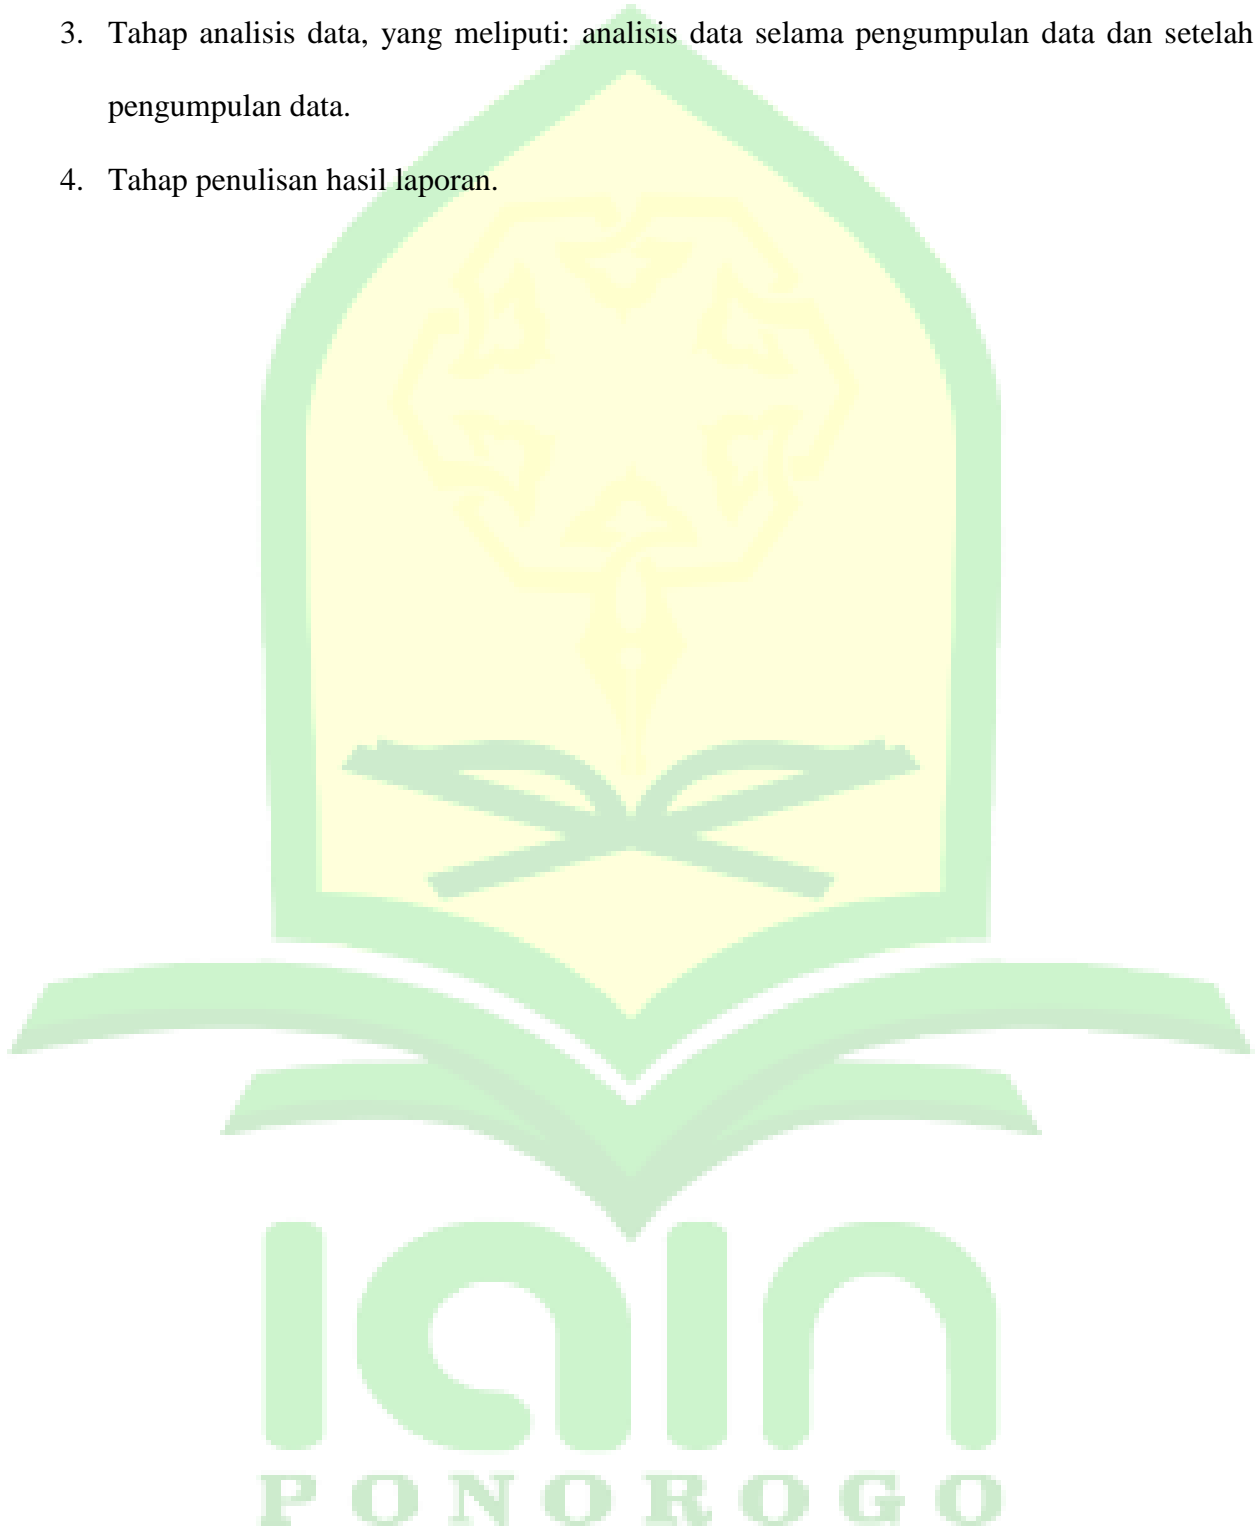 3. Tahap analisis data, yang meliputi: analisis data selama pengumpulan data dan setelah
pengumpulan data.
4. Tahap penulisan hasil laporan.
IAIN
PONOROGO